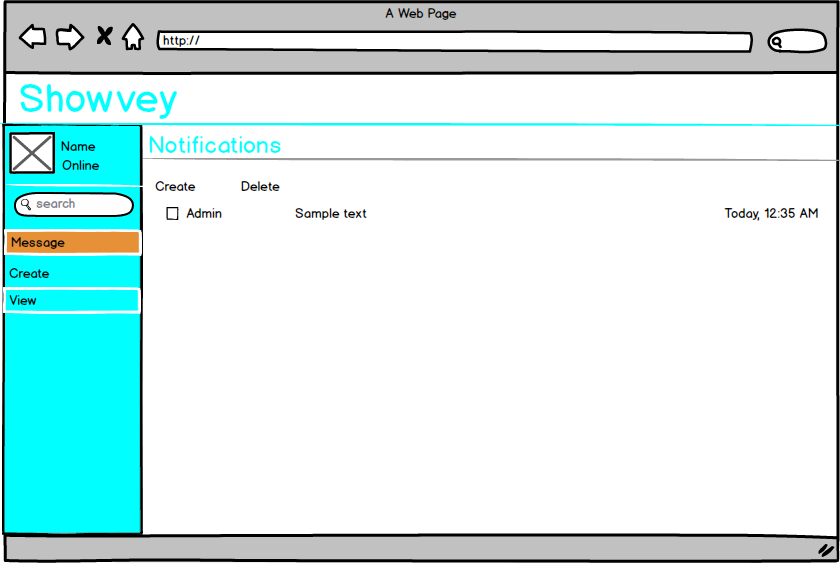 A Web Page
http://
Showvey
Name
Online
search
Message
Create
View
Notifications
Create Delete
Admin Sample text Today, 12:35 AM